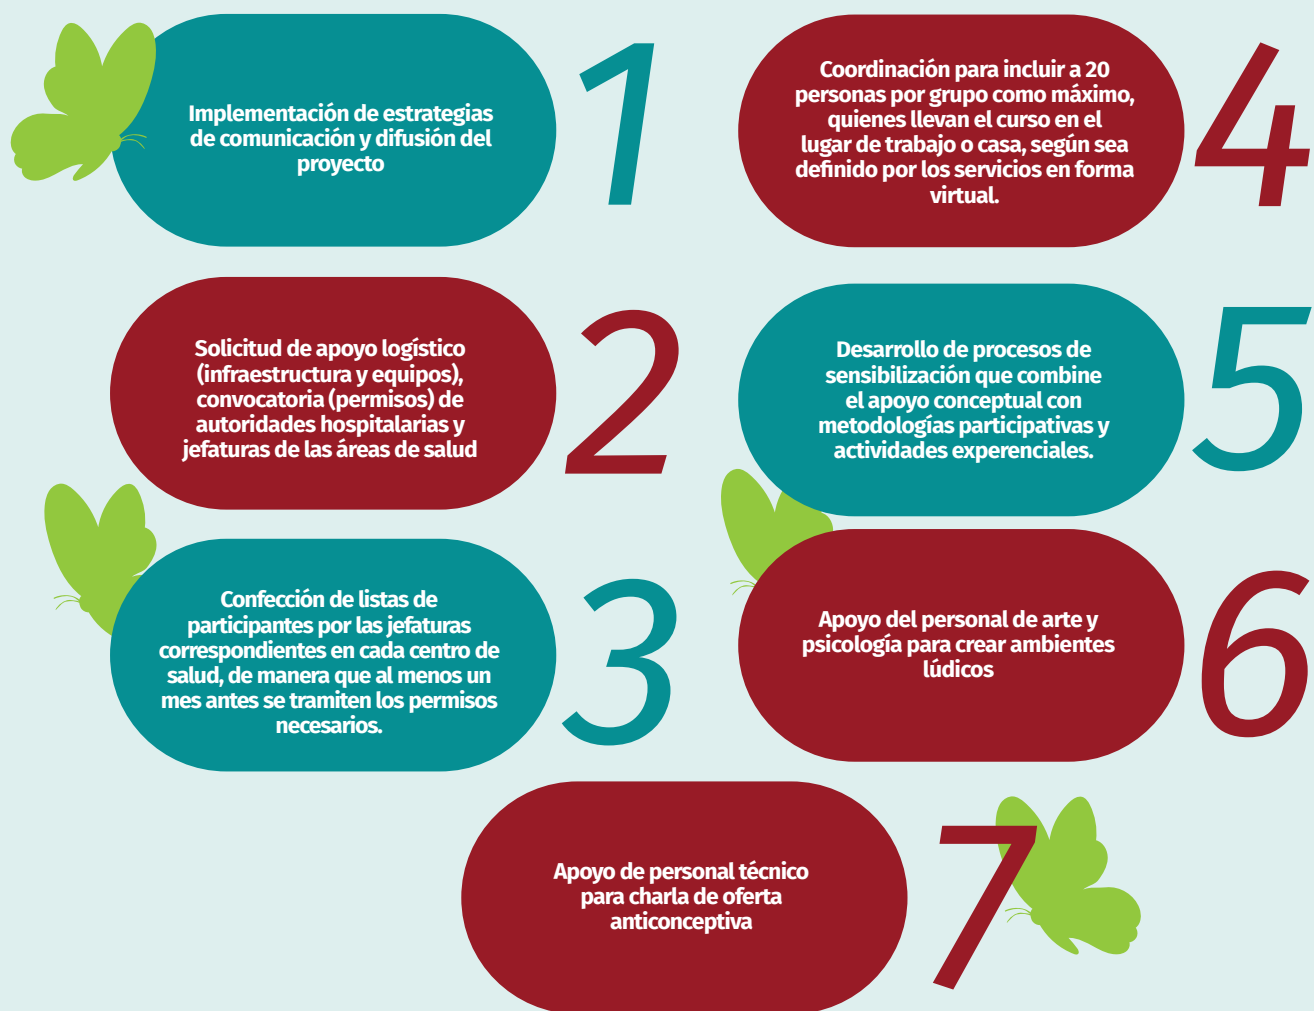 Implementación de estrategias
de comunicación y difusión del
proyecto
1
Solicitud de apoyo logístico
(infraestructura y equipos),
convocatoria (permisos) de
autoridades hospitalarias y
jefaturas de las áreas de salud
2
Confección de listas de
participantes por las jefaturas
correspondientes en cada centro de
salud, de manera que al menos un
mes antes se tramiten los permisos
necesarios.
3
Coordinación para incluir a 20
personas por grupo como máximo,
quienes llevan el curso en el
lugar de trabajo o casa, según sea
definido por los servicios en forma
virtual.
4
Desarrollo de procesos de
sensibilización que combine
el apoyo conceptual con
metodologías participativas y
actividades experenciales.
5
Apoyo del personal de arte y
psicología para crear ambientes
lúdicos
6
Apoyo de personal técnico
para charla de oferta
anticonceptiva
7